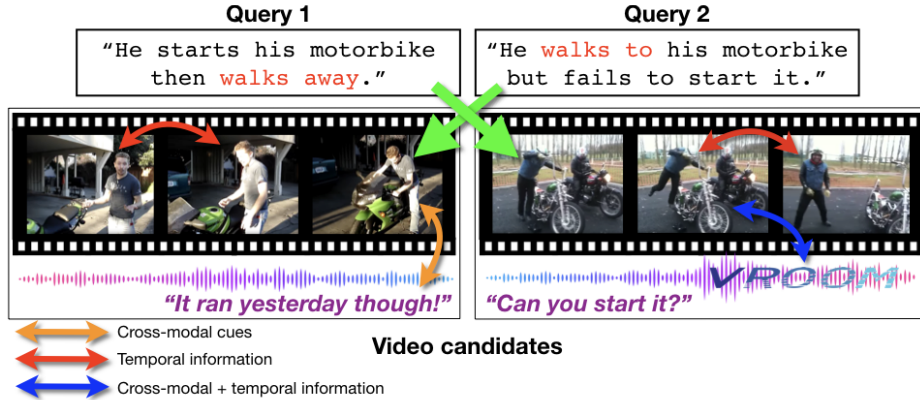 Query 1
Query 2
“He starts his motorbike
then walks away.”
“He walks to his motorbike
but fails to start it.”
“It ran yesterday though!”
“Can you start it?”
VROOM
Cross-modal cues
Temporal information
Cross-modal + temporal information
Video candidates